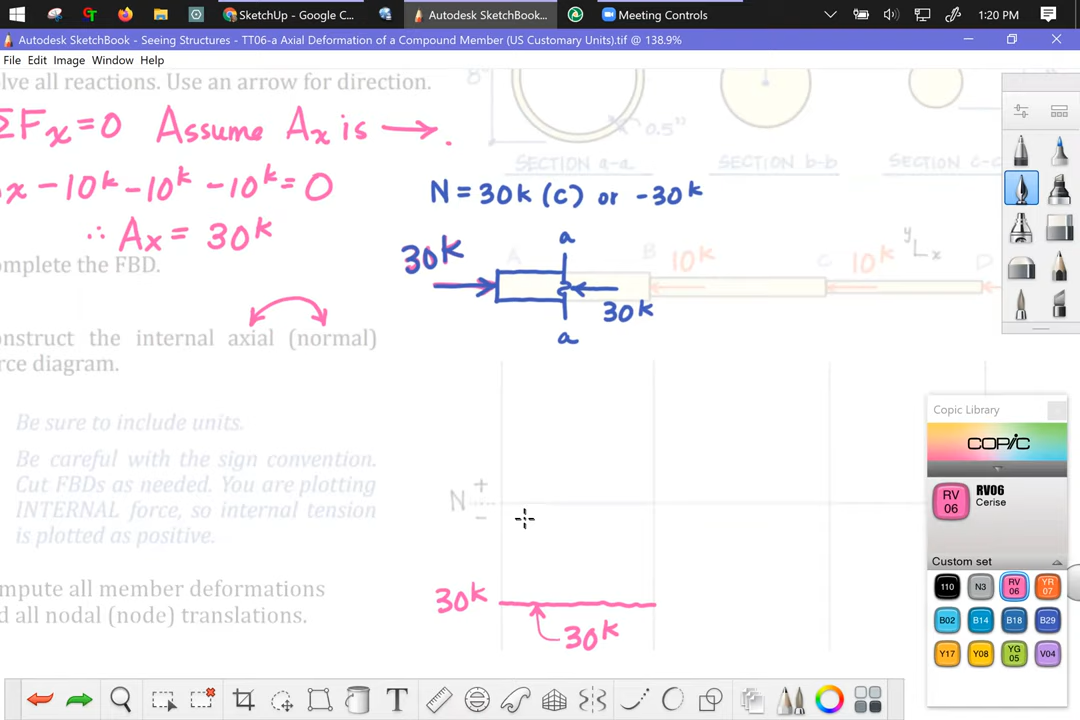 SketchUp - Google C...
Autodesk SketchBook...
Meeting Controls
1:20 PM
Autodesk SketchBook - Seeing Structures - TT06-a Axial Deformation of a Compound Member (US Customary Units).tif @ 138.9%
File Edit Image Window Help
olve all reactions. Use an arrow for direction.
ΣFx=0 Assume Ax is →.
x -10k -10k -10k = 0
∴ Ax = 30k
omplete the FBD.
onstruct the internal axial (normal)
rce diagram.
Be sure to include units.
Be careful with the sign convention.
Cut FBDs as needed. You are plotting
INTERNAL force, so internal tension
is plotted as positive.
mpute all member deformations
d all nodal (node) translations.
8"
0.5"
SECTION a-a
SECTION b-b
SECTION c-c
N = 30k (C) or -30k
30k
A
a
B
10k
C
10k
D
y
x
30k
a
N
+
-
30k
30k
Copic Library
COPIC
RV
06
RV06
Cerise
Custom set
110 N3 RV 06 YR 07
B02 B14 B18 B29
Y17 Y08 YG 05 V04
T